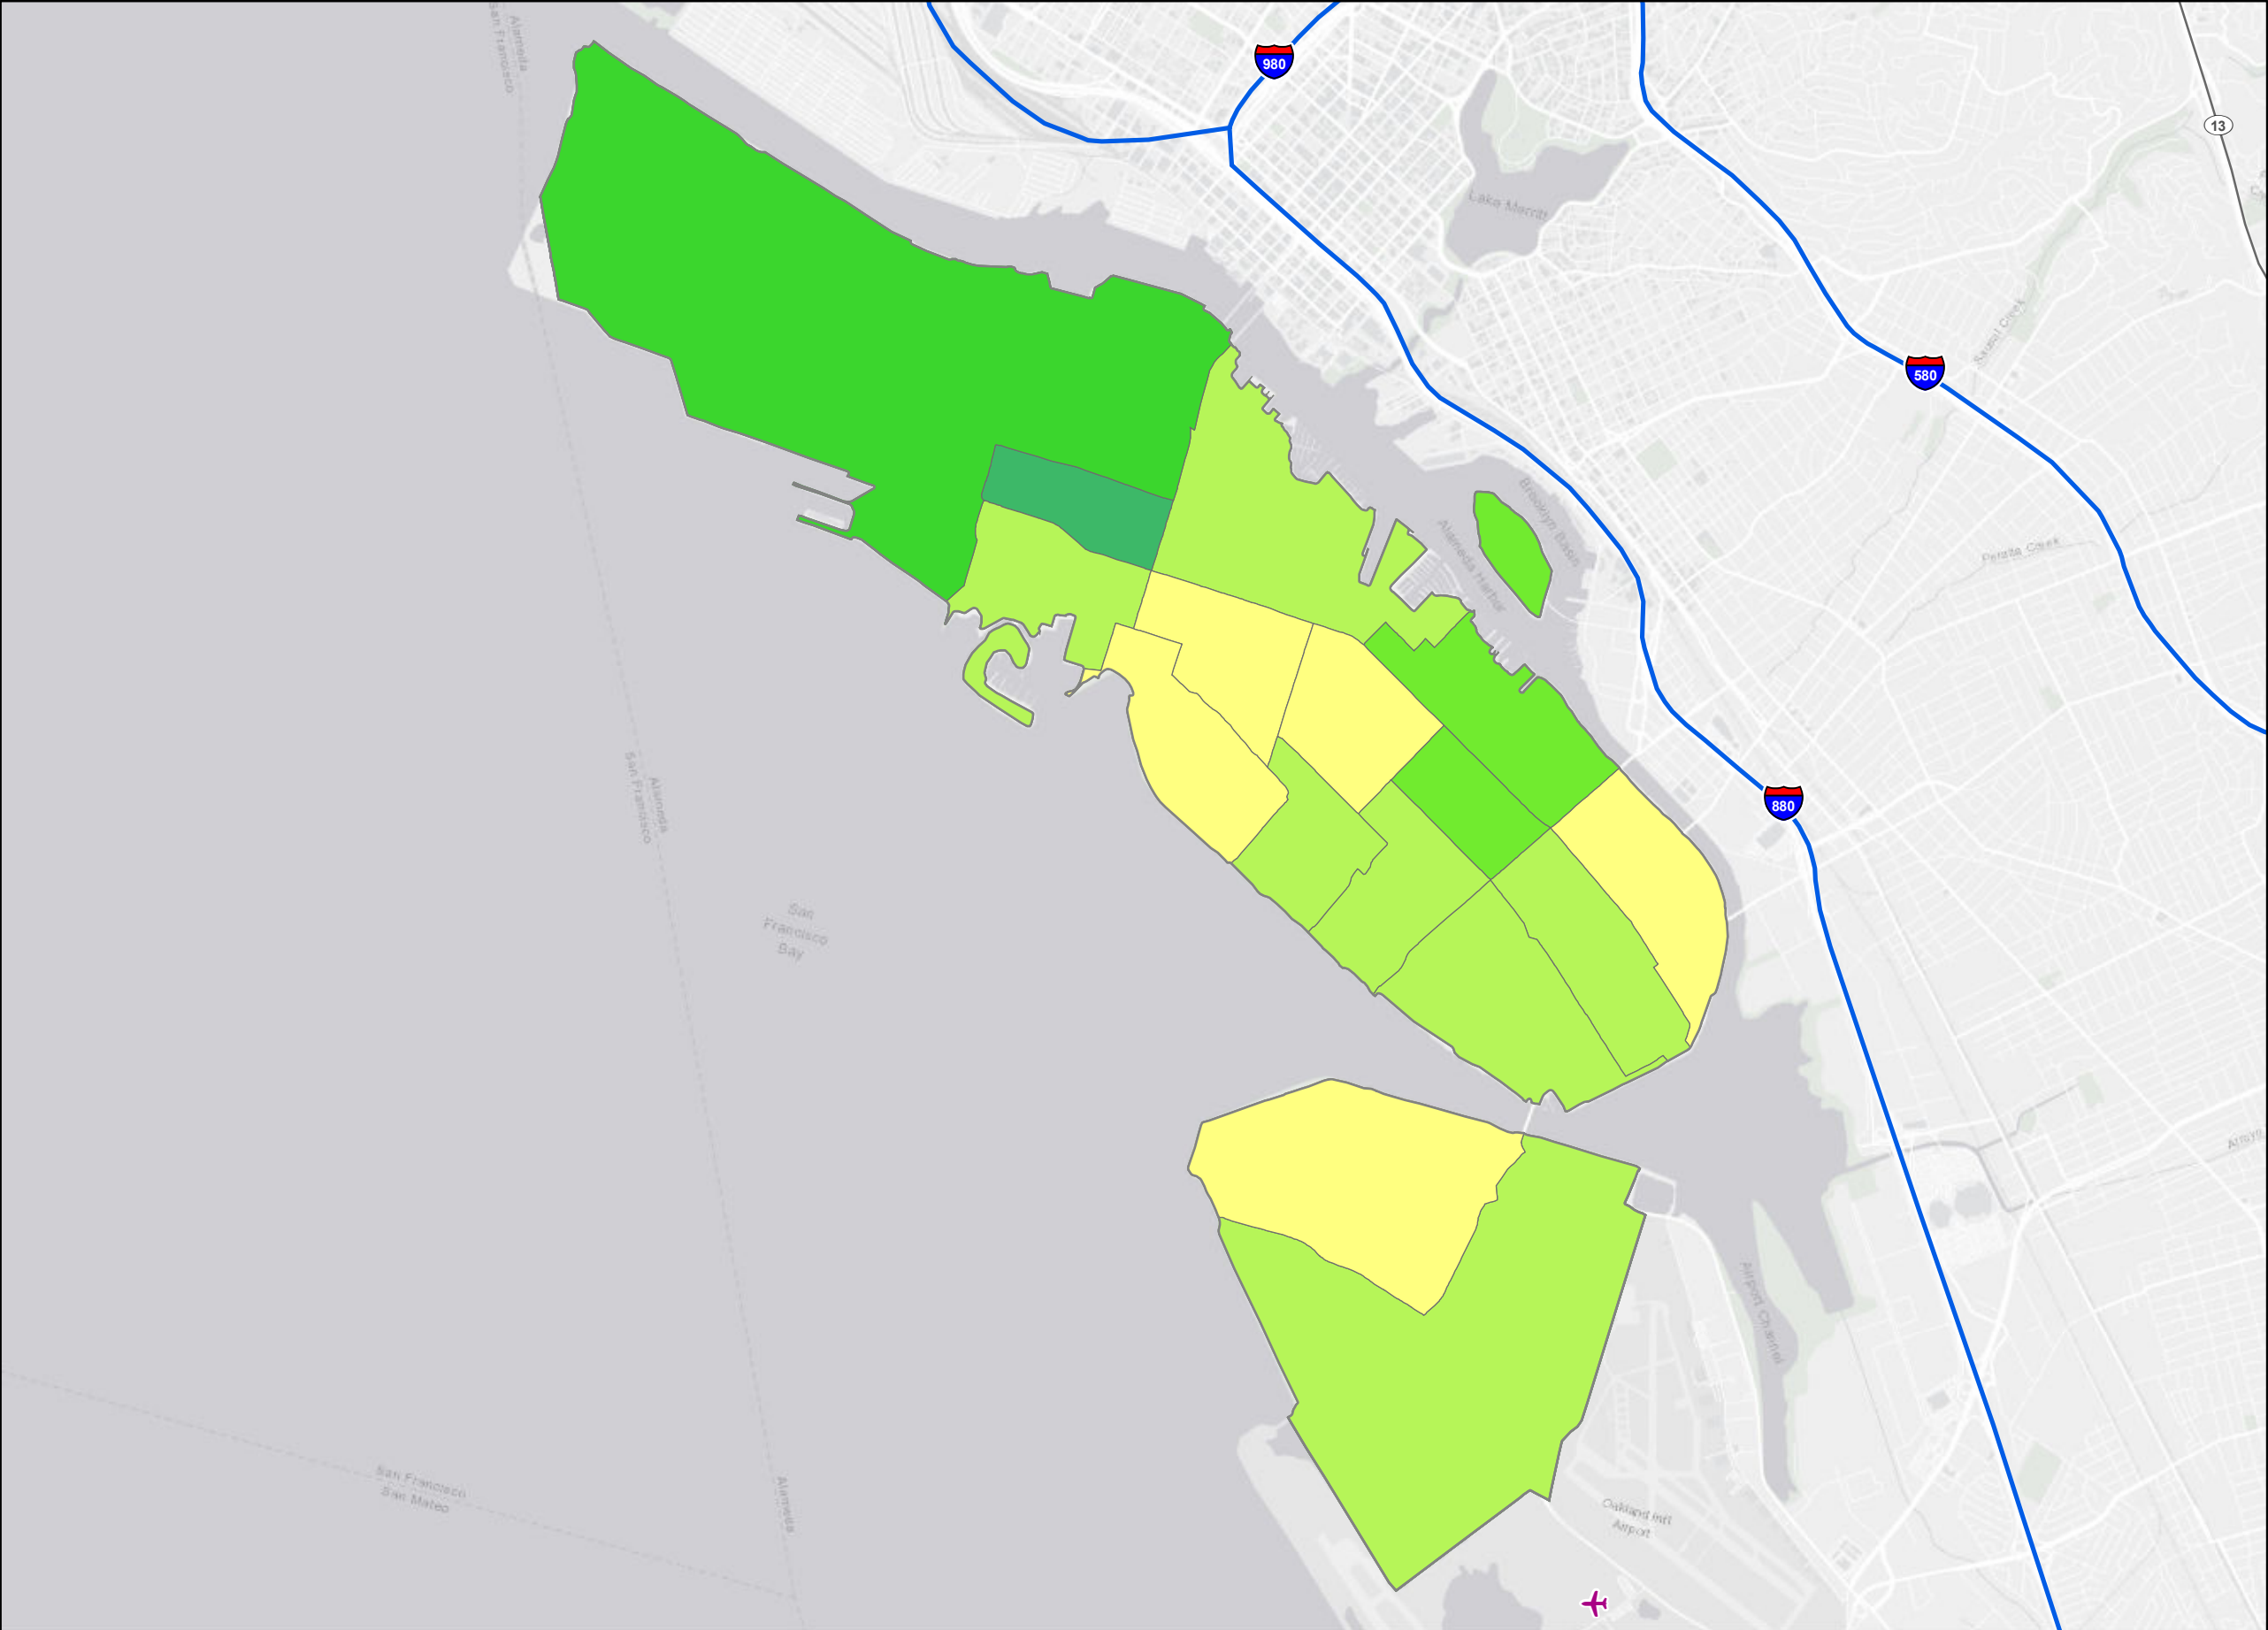 Alameda
San Francisco
980
13
Lake Merritt
580
Sausal Creek
Brooklyn Basin
Alameda Harbor
Peralta Creek
Alameda
San Francisco
880
San
Francisco
Bay
Arroyo
Airport Channel
San Francisco
San Mateo
Alameda
Oakland Intl
Airport